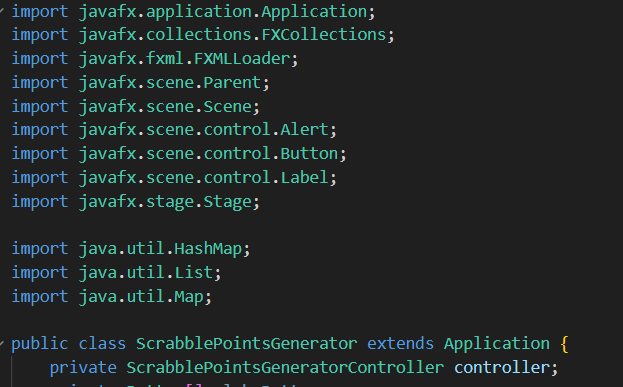 import javafx.application.Application;
import javafx.collections.FXCollections;
import javafx.fxml.FXMLLoader;
import javafx.scene.Parent;
import javafx.scene.Scene;
import javafx.scene.control.Alert;
import javafx.scene.control.Button;
import javafx.scene.control.Label;
import javafx.stage.Stage;
import java.util.HashMap;
import java.util.List;
import java.util.Map;
public class ScrabblePointsGenerator extends Application {
private ScrabblePointsGeneratorController controller;